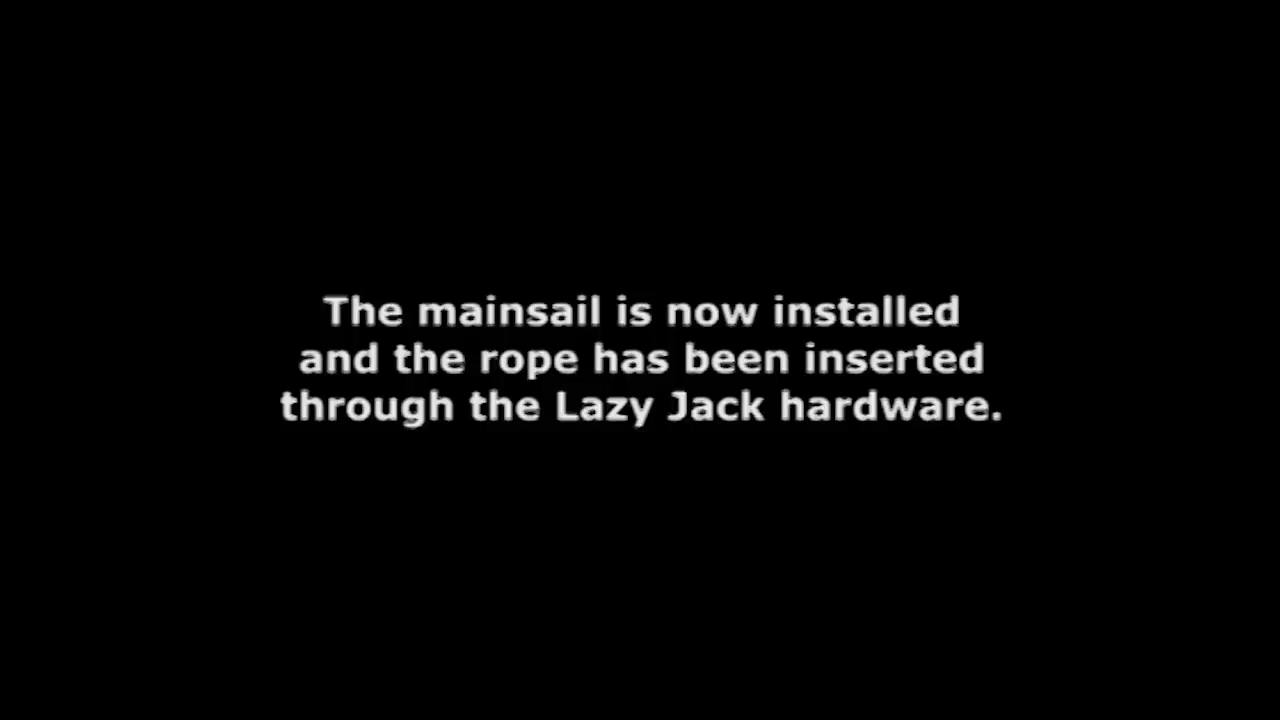 The mainsail is now installed
and the rope has been inserted
through the Lazy Jack hardware.